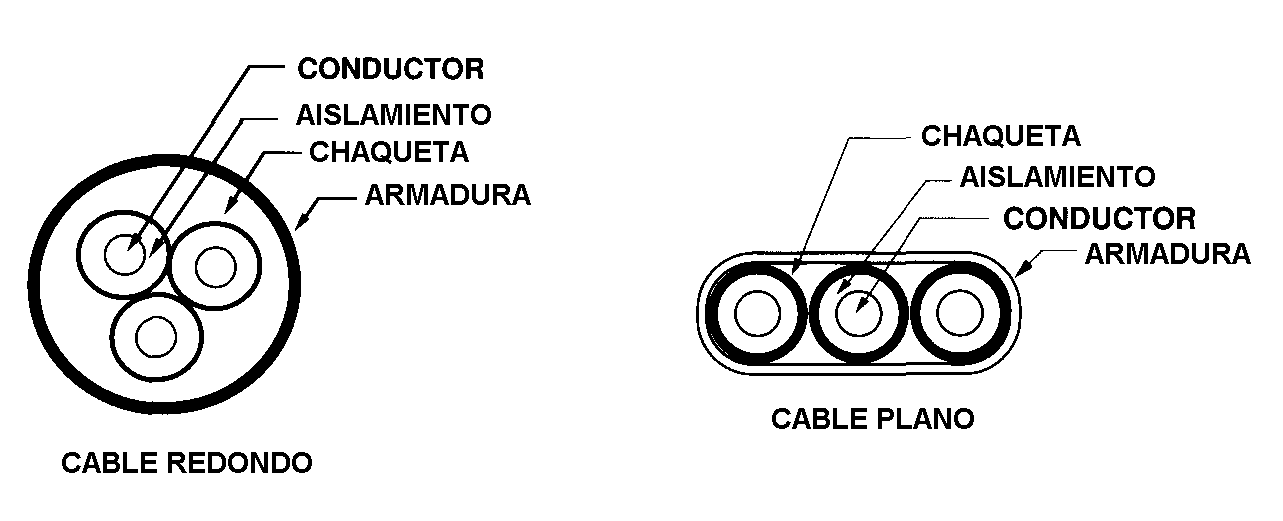 CONDUCTOR
AISLAMIENTO
CHAQUETA
ARMADURA
CABLE REDONDO
CHAQUETA
AISLAMIENTO
CONDUCTOR
ARMADURA
CABLE PLANO